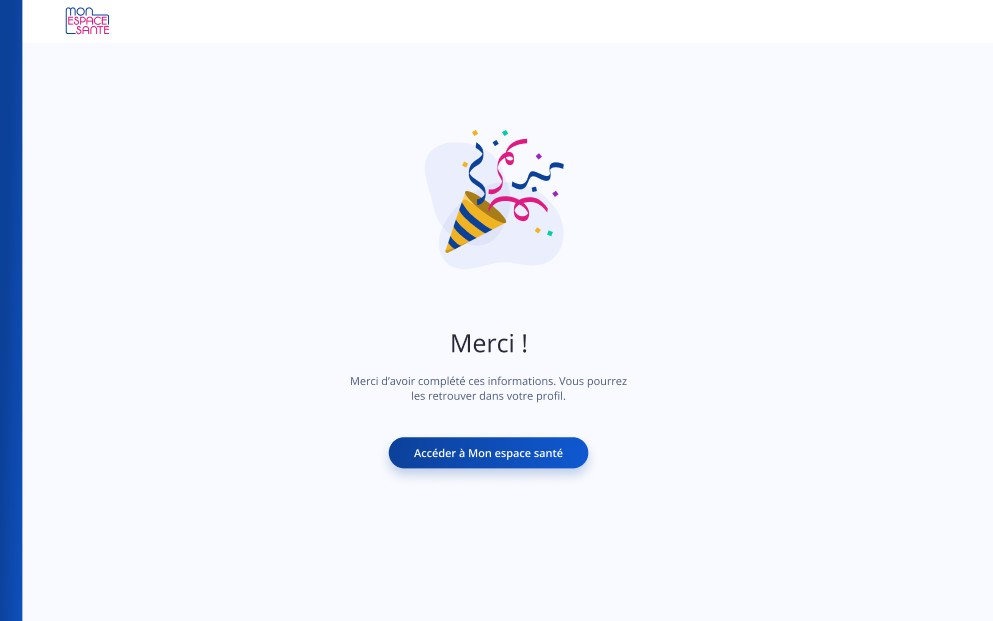 MON
ESPACE
SANTÉ
Merci !
Merci d’avoir complété ces informations. Vous pourrez
les retrouver dans votre profil.
Accéder à Mon espace santé